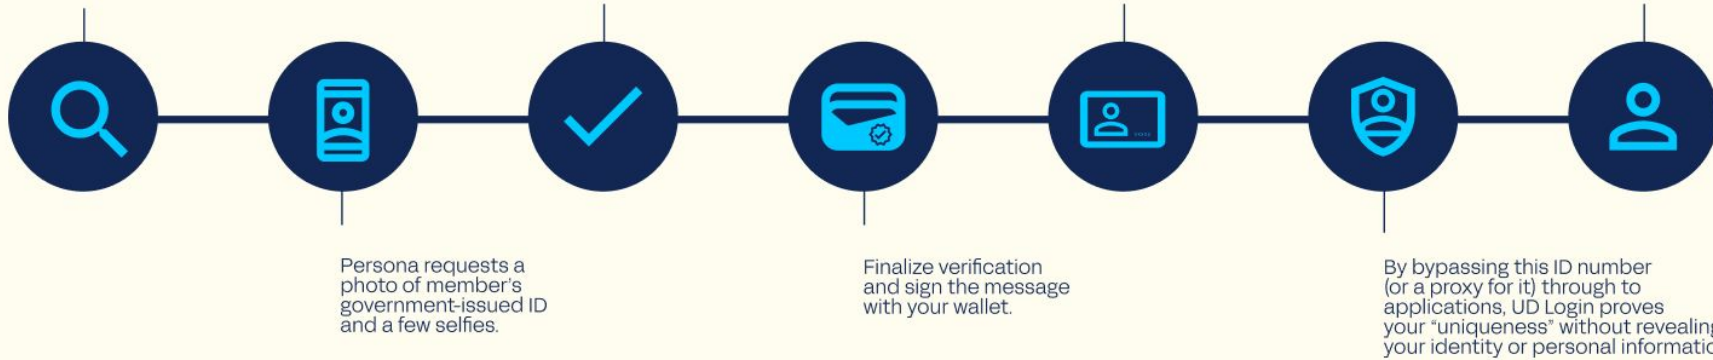 Persona requests a
photo of member's
government-issued ID
and a few selfies.
Finalize verification
and sign the message
with your wallet.
By bypassing this ID number
(or a proxy for it) through to
applications, UD Login proves
your “uniqueness” without revealing
your identity or personal